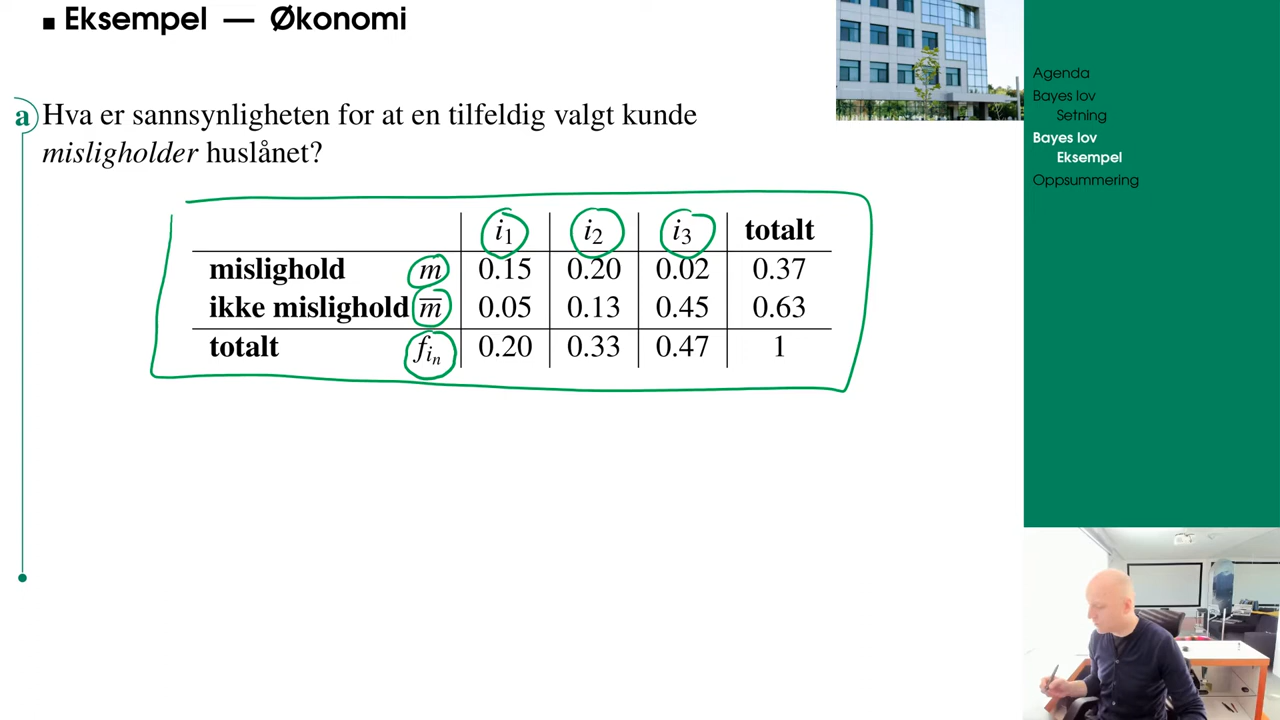 Eksempel — Økonomi
a Hva er sannsynligheten for at en tilfeldig valgt kunde
misligholder huslånet?
i₁ i₂ i₃ totalt
mislighold m 0.15 0.20 0.02 0.37
ikke mislighold m̅ 0.05 0.13 0.45 0.63
totalt fᵢₙ 0.20 0.33 0.47 1
Agenda
Bayes lov
Setning
Bayes lov
Eksempel
Oppsummering